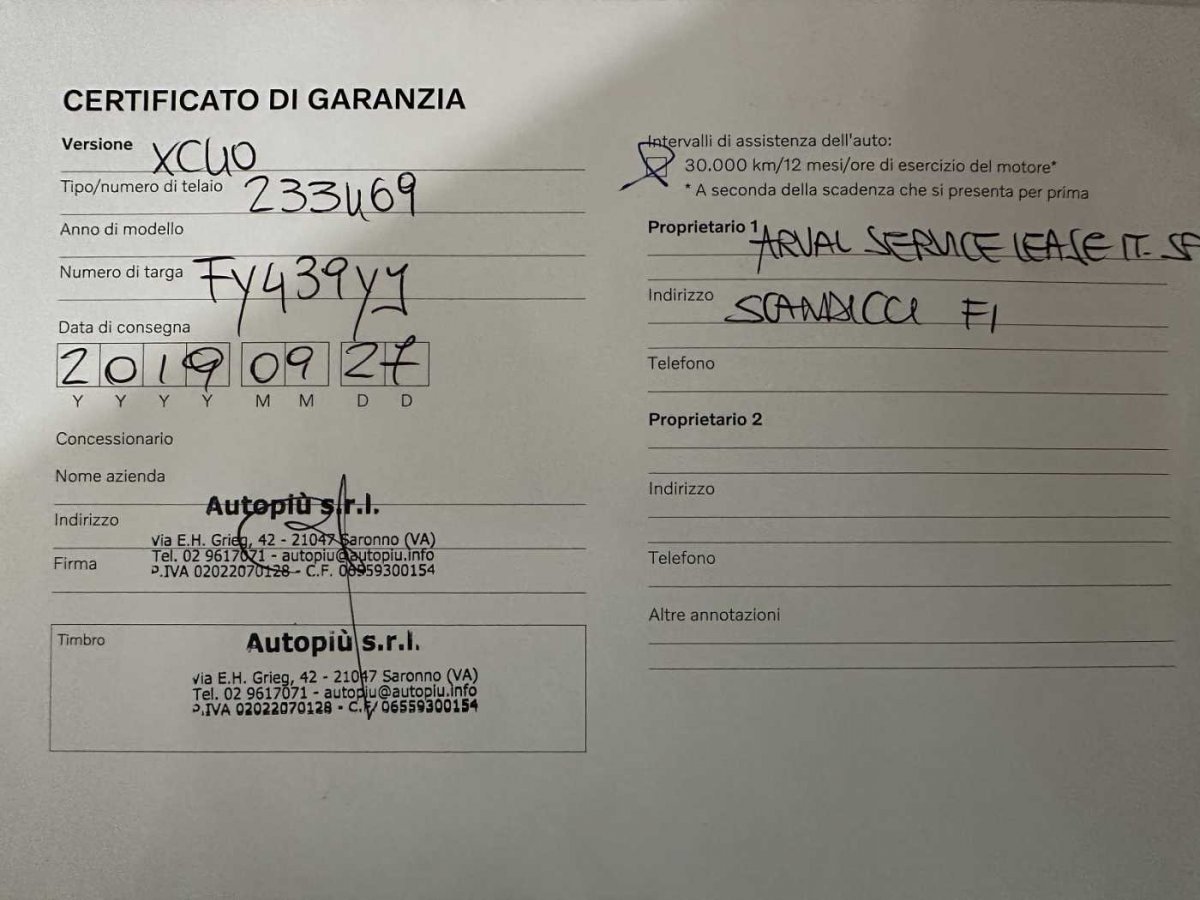 CERTIFICATO DI GARANZIA
Versione XC40
Tipo/numero di telaio 233469
Anno di modello
Numero di targa FY439YY
Data di consegna
2019 09 27
Y Y Y Y M M D D
Concessionario
Nome azienda
Autopiù s.r.l.
Indirizzo
Via E.H. Grieg, 42 - 21047 Saronno (VA)
Tel. 02 9617071 - autopiu@autopiu.info
Firma
P.IVA 02022070128 - C.F. 06559300154
Timbro
Autopiù s.r.l.
Via E.H. Grieg, 42 - 21047 Saronno (VA)
Tel. 02 9617071 - autopiu@autopiu.info
P.IVA 02022070128 - C.F. 06559300154
Intervalli di assistenza dell'auto:
30.000 km/12 mesi/ore di esercizio del motore*
* A seconda della scadenza che si presenta per prima
Proprietario 1 ARVAL SERVICE LEASE IT. SP
Indirizzo SCANDICCI FI
Telefono
Proprietario 2
Indirizzo
Telefono
Altre annotazioni